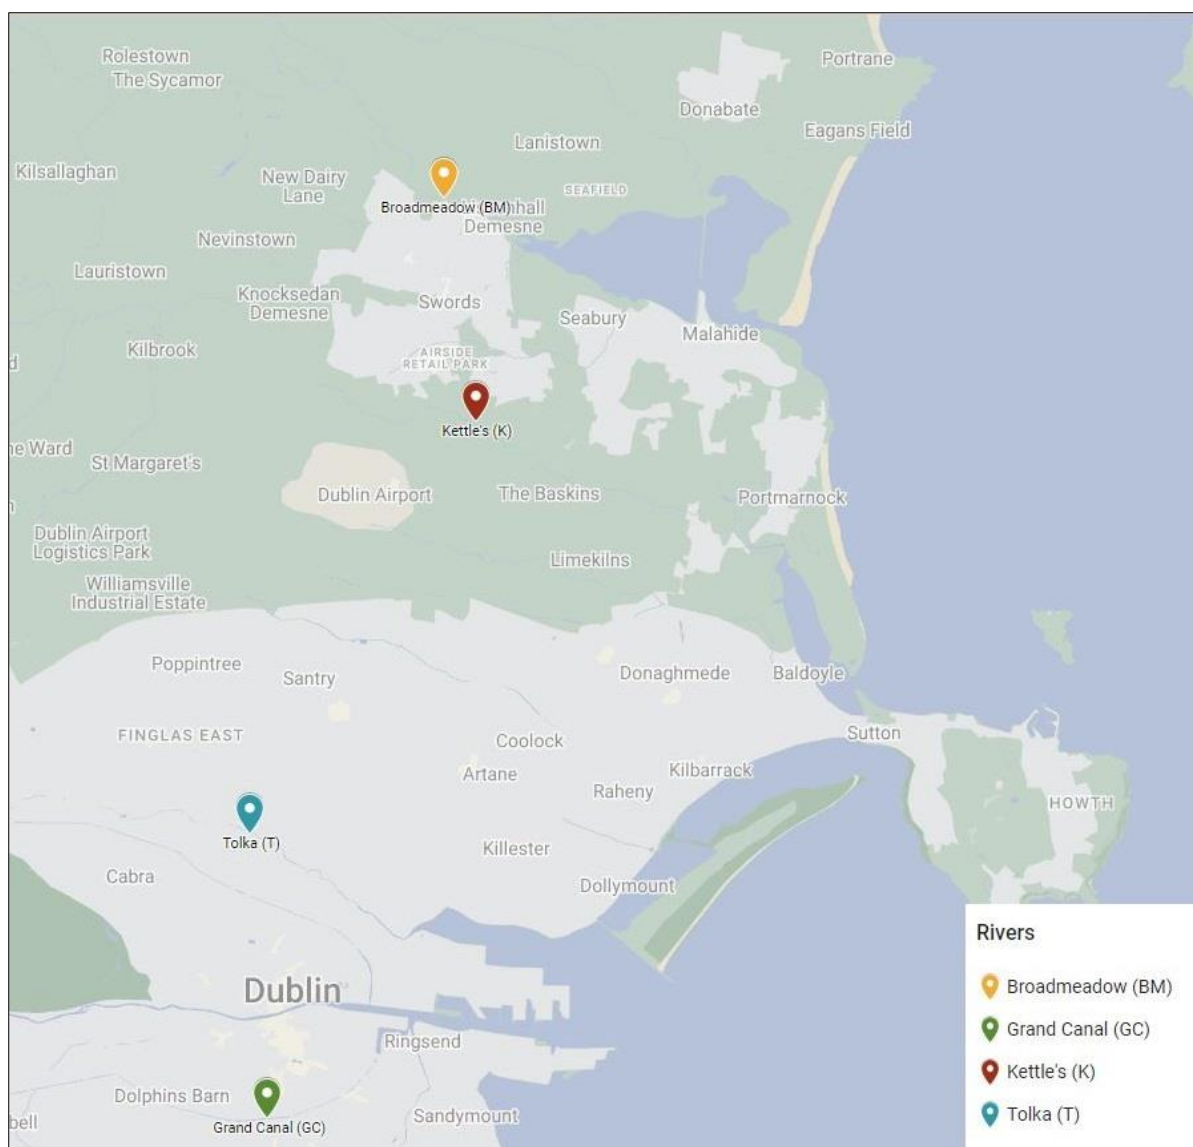 Rolestown
The Sycamor
Portrane
Donabate
Eagans Field
Lanistown
Kilsallaghan
New Dairy
Lane
SEAFIELD
Broadmeadow (BM)
Demesne
Nevinstown
Lauristown
Knocksedan
Demesne
Swords
Seabury
Malahide
Kilbrook
AIRSIDE
RETAIL PARK
Kettle's (K)
ne Ward
St Margaret's
Dublin Airport
The Baskins
Portmarnock
Dublin Airport
Logistics Park
Limekilns
Williamsville
Industrial Estate
Poppintree
Santry
Donaghmede
Baldoyle
FINGLAS EAST
Coolock
Sutton
Artane
Kilbarrack
Raheny
HOWTH
Tolka (T)
Killester
Cabra
Dollymount
Dublin
Ringsend
Dolphins Barn
Sandymount
bell
Grand Canal (GC)
Rivers
Broadmeadow (BM)
Grand Canal (GC)
Kettle's (K)
Tolka (T)